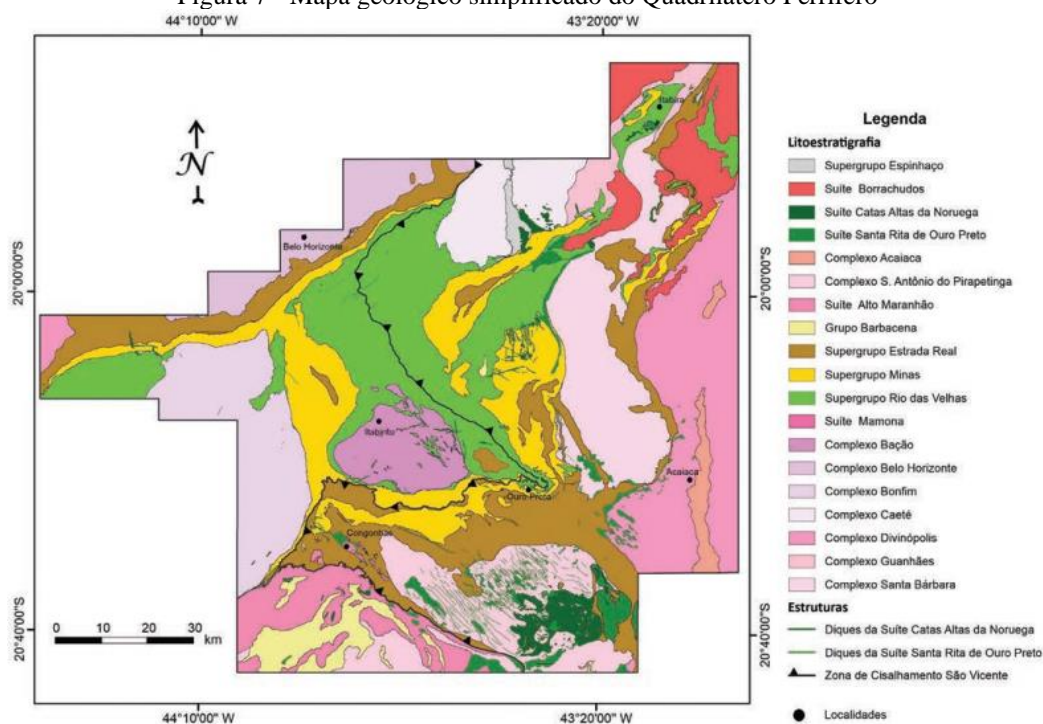 Figura 7 - Mapa geológico simplificado do Quadrilátero Ferrífero
44°10'00" W
43°20'00" W
N
Itabira
Belo Horizonte
20°00'00"S
20°00'00"S
Itabirito
Acaiaca
Ouro Preto
Congonhas
0 10 20 30
km
20°40'00"S
20°40'00"S
44°10'00" W
43°20'00" W
Legenda
Litoestratigrafia
Supergrupo Espinhaço
Suíte Borrachudos
Suíte Catas Altas da Noruega
Suíte Santa Rita de Ouro Preto
Complexo Acaiaca
Complexo S. Antônio do Pirapetinga
Suíte Alto Maranhão
Grupo Barbacena
Supergrupo Estrada Real
Supergrupo Minas
Supergrupo Rio das Velhas
Suíte Mamona
Complexo Bação
Complexo Belo Horizonte
Complexo Bonfim
Complexo Caeté
Complexo Divinópolis
Complexo Guanhães
Complexo Santa Bárbara
Estruturas
Diques da Suíte Catas Altas da Noruega
Diques da Suíte Santa Rita de Ouro Preto
Zona de Cisalhamento São Vicente
Localidades